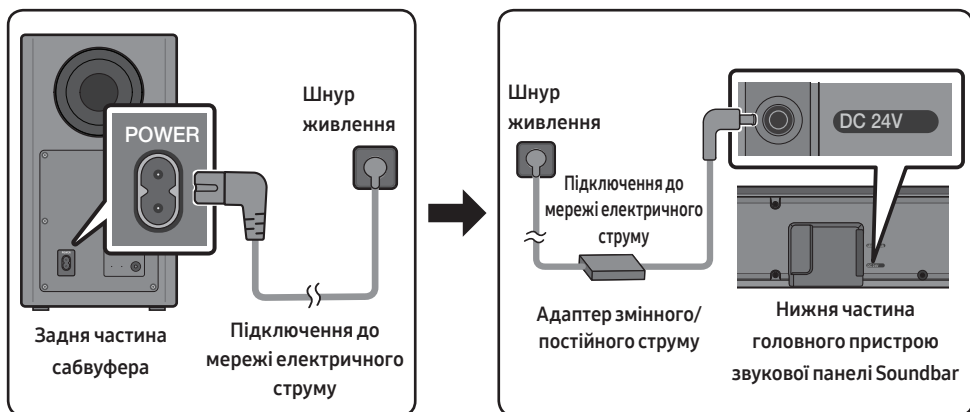 POWER
Шнур
живлення
Задня частина
сабвуфера
Підключення до
мережі електричного
струму
Шнур
живлення
Підключення до
мережі електричного
струму
Адаптер змінного/
постійного струму
DC 24V
Нижня частина
головного пристрою
звукової панелі Soundbar